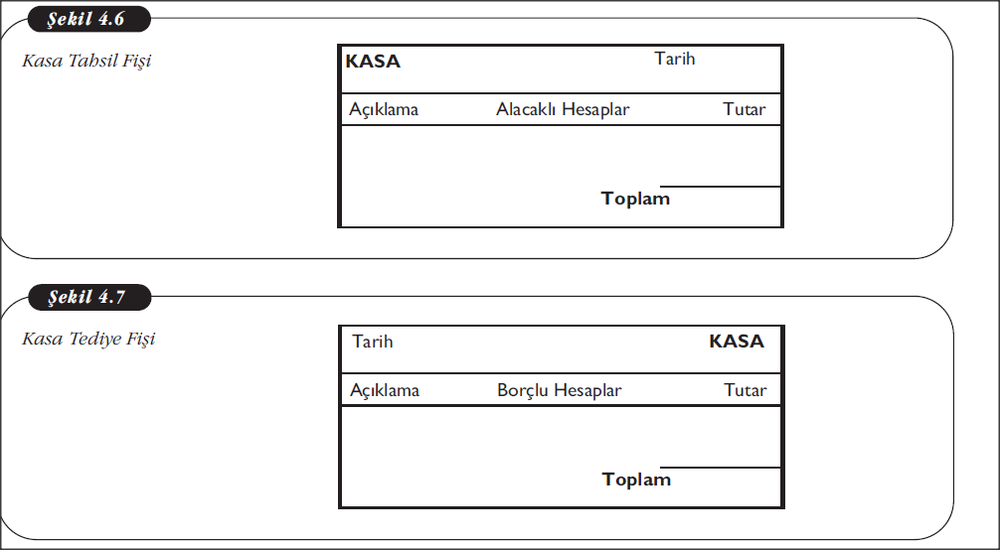 Şekil 4.6
Kasa Tahsil Fişi
KASA Tarih
Açıklama Alacaklı Hesaplar Tutar
Toplam
Şekil 4.7
Kasa Tediye Fişi
Tarih KASA
Açıklama Borçlu Hesaplar Tutar
Toplam